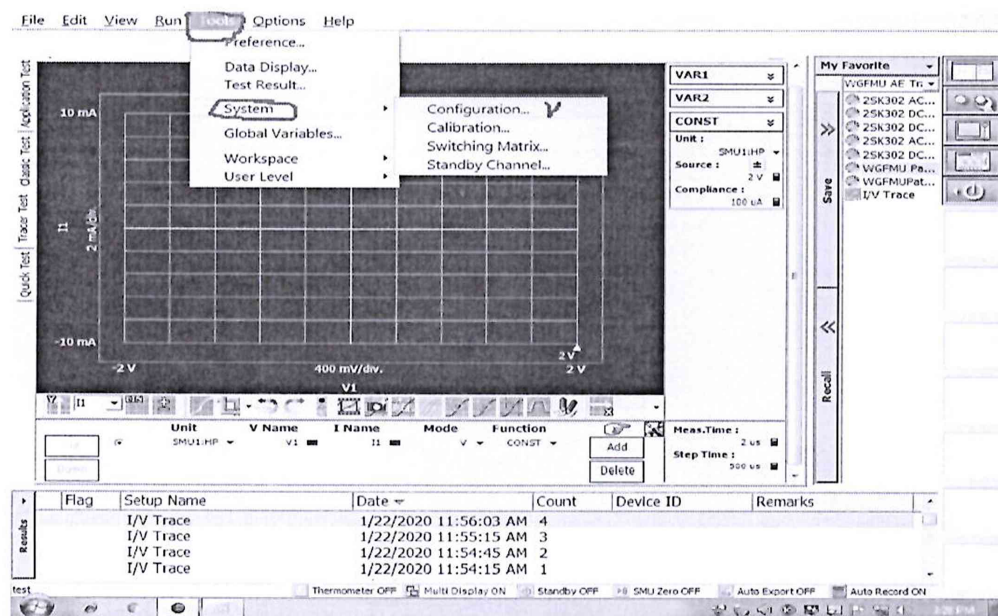 File Edit View Run Tools Options Help
Preference...
Data Display...
Test Result...
System
Global Variables...
Workspace
User Level
Configuration...
Calibration...
Switching Matrix...
Standby Channel...
Quick Test
Tracer Test
Classic Test
Application Test
10 mA
I1
2 mA/div.
-10 mA
-2 V
400 mV/div.
2 V
2 V
V1
VAR1
VAR2
CONST
Unit :
SMU1:HP
Source :
2 V
Compliance :
100 uA
My Favorite
2SK302 AC...
2SK302 DC...
2SK302 DC...
2SK302 AC...
2SK302 DC...
WGFMU Pa...
WGFMUPat...
I/V Trace
Save
Recall
Y I1
Unit V Name I Name Mode Function
SMU1:HP V1 I1 V CONST
Add
Delete
Meas.Time :
2 us
Step Time :
500 us
Results
Flag Setup Name Date Count Device ID Remarks
I/V Trace 1/22/2020 11:56:03 AM 4
I/V Trace 1/22/2020 11:55:15 AM 3
I/V Trace 1/22/2020 11:54:45 AM 2
I/V Trace 1/22/2020 11:54:15 AM 1
test
Thermometer OFF Multi Display ON Standby OFF SMU Zero OFF Auto Export OFF Auto Record ON